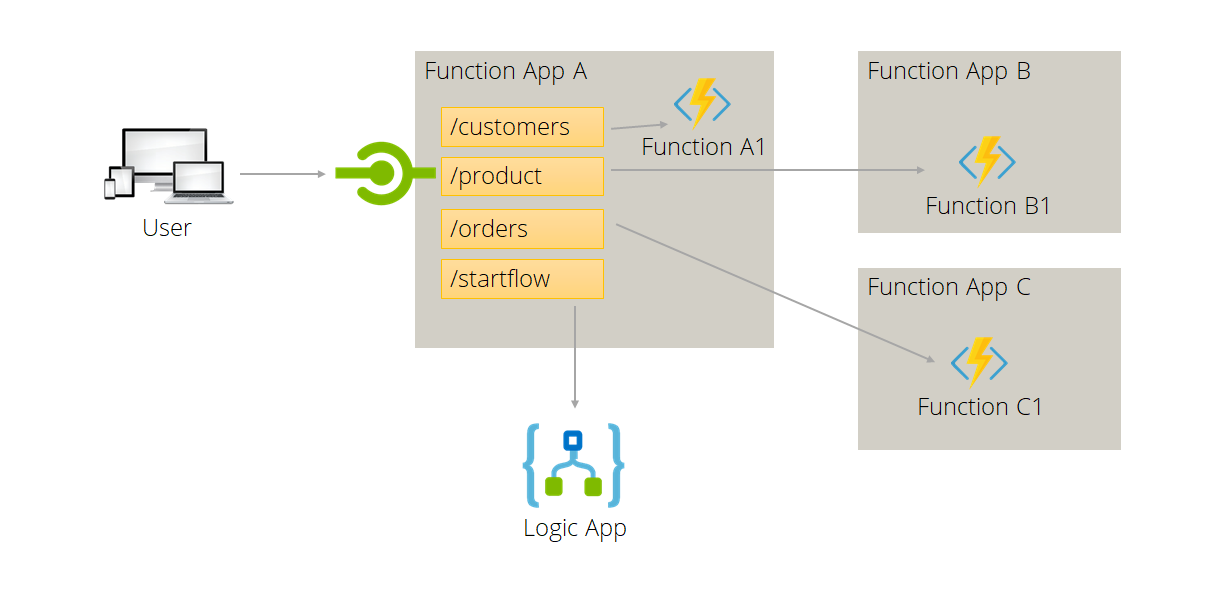 Function App A
/customers
/product
/orders
/startflow
Function A1
User
Function App B
Function B1
Function App C
Function C1
Logic App